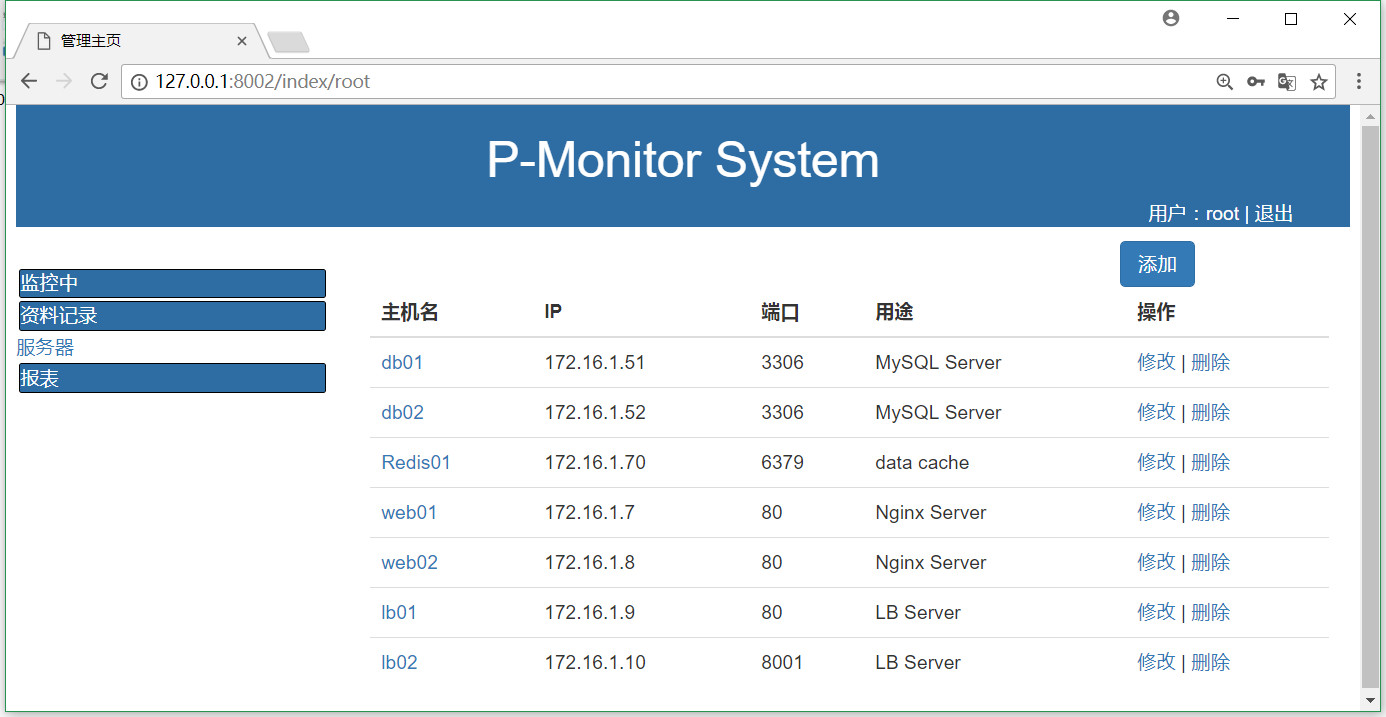 管理主页
127.0.0.1:8002/index/root
P-Monitor System
用户：root | 退出
添加
监控中
资料记录
服务器
报表
主机名 IP 端口 用途 操作
db01 172.16.1.51 3306 MySQL Server 修改 | 删除
db02 172.16.1.52 3306 MySQL Server 修改 | 删除
Redis01 172.16.1.70 6379 data cache 修改 | 删除
web01 172.16.1.7 80 Nginx Server 修改 | 删除
web02 172.16.1.8 80 Nginx Server 修改 | 删除
lb01 172.16.1.9 80 LB Server 修改 | 删除
lb02 172.16.1.10 8001 LB Server 修改 | 删除